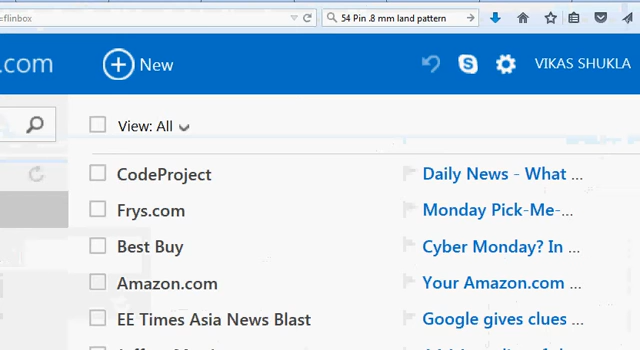 =flinbox
54 Pin .8 mm land pattern
.com New VIKAS SHUKLA
View: All
CodeProject Daily News - What ...
Frys.com Monday Pick-Me-...
Best Buy Cyber Monday? In ...
Amazon.com Your Amazon.com ...
EE Times Asia News Blast Google gives clues ...